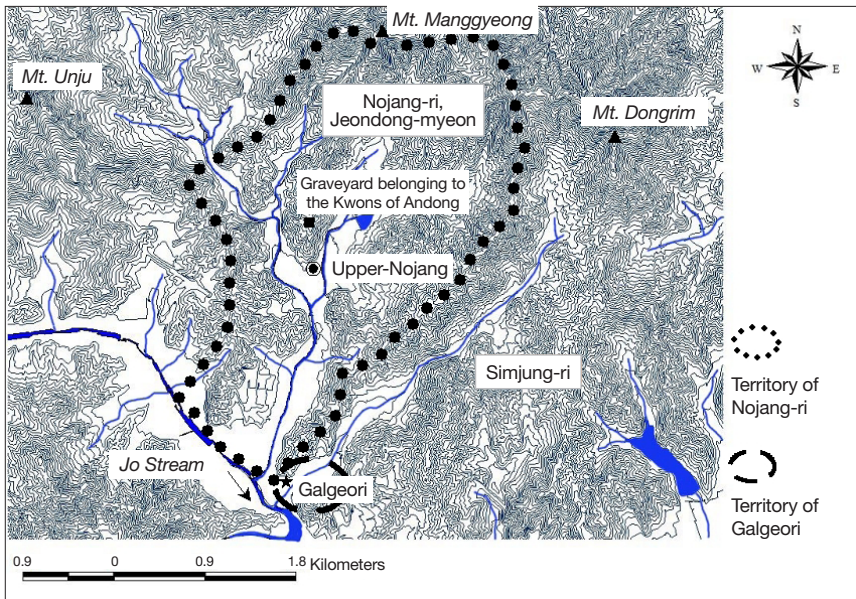 Mt. Manggyeong
N
W
E
S
Mt. Unju
Nojang-ri,
Jeondong-myeon
Mt. Dongrim
Graveyard belonging to
the Kwons of Andong
Upper-Nojang
Simjung-ri
Territory of
Nojang-ri
Jo Stream
Galgeori
Territory of
Galgeori
0.9 0 0.9 1.8 Kilometers